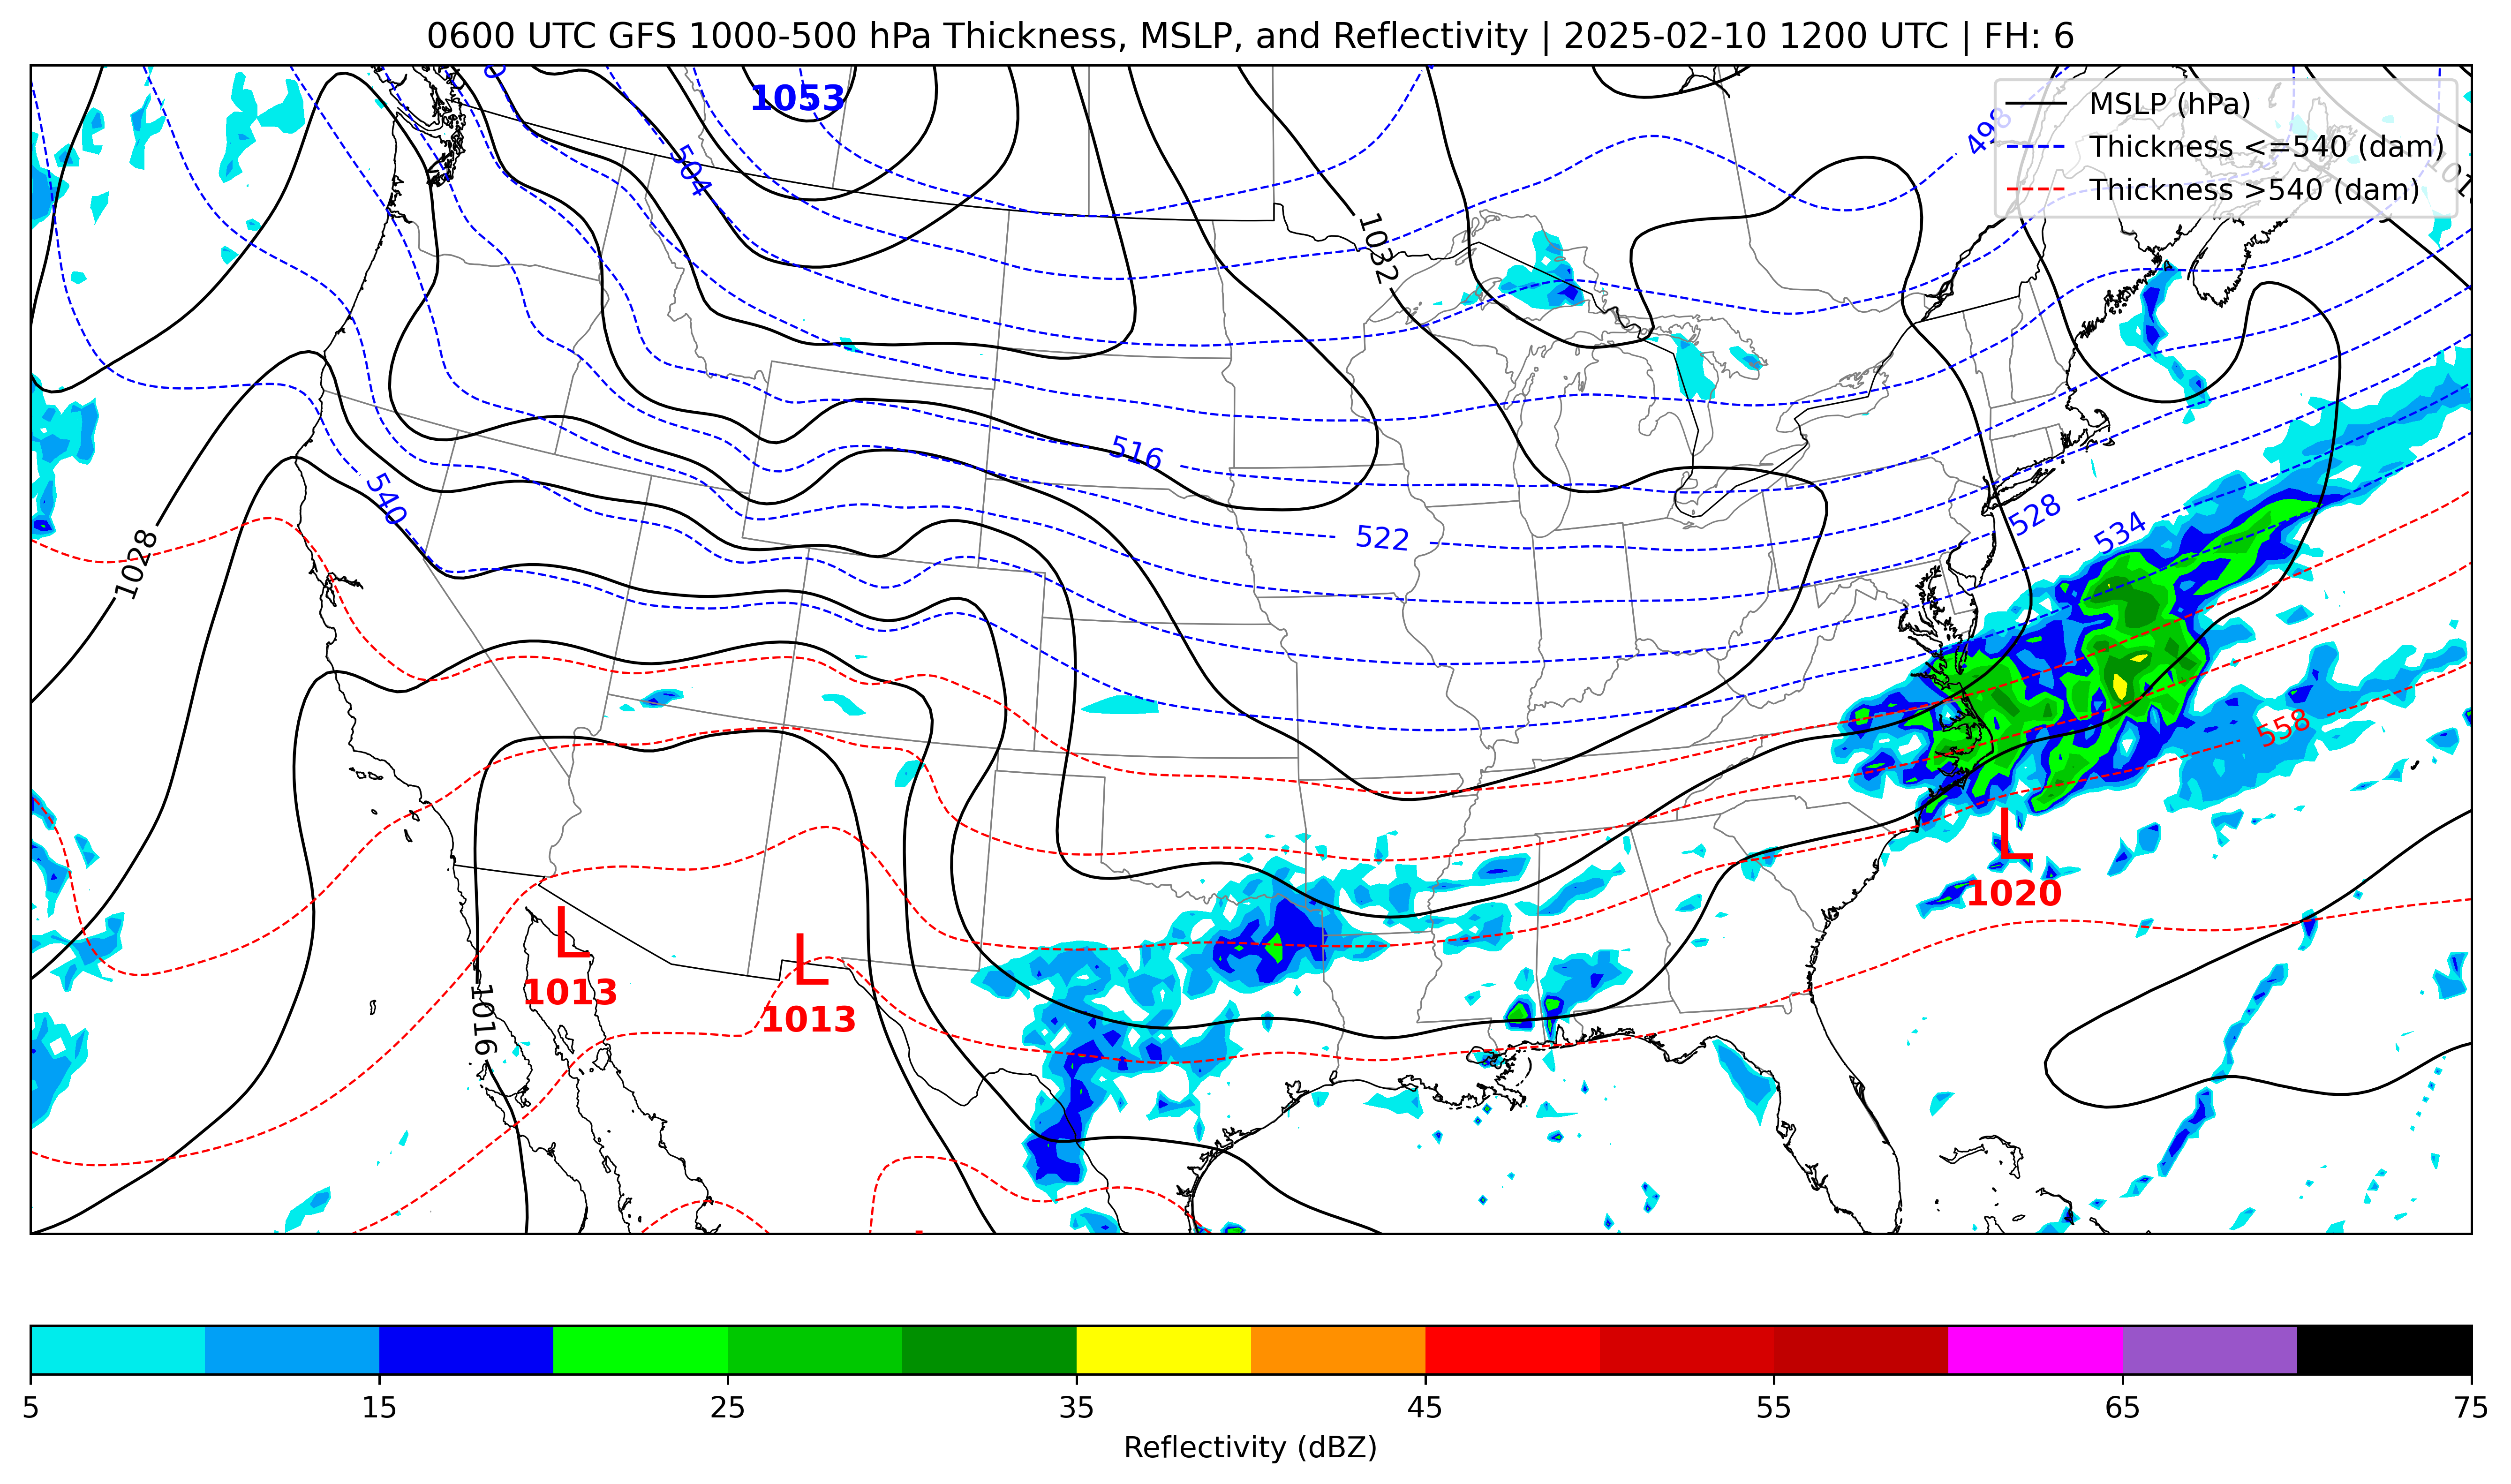 0600 UTC GFS 1000-500 hPa Thickness, MSLP, and Reflectivity | 2025-02-10 1200 UTC | FH: 6
1053
498
MSLP (hPa)
Thickness <=540 (dam)
Thickness >540 (dam)
504
1032
516
540
522
528
534
1028
558
L
1020
L
1013
L
1013
1016
5 15 25 35 45 55 65 75
Reflectivity (dBZ)